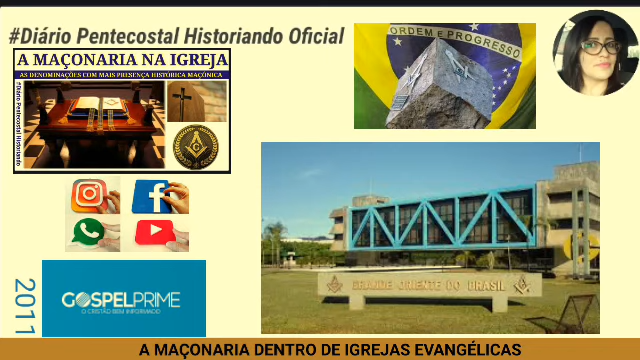 #Diário Pentecostal Historiando Oficial
A MAÇONARIA NA IGREJA
AS DENOMINAÇÕES COM MAIS PRESENÇA HISTÓRICA MAÇÔNICA
#Diário Pentecostal Historiando
ORDEM E PROGRESSO
G
GRANDE ORIENTE DO BRASIL
2011
GOSPELPRIME
O CRISTÃO BEM INFORMADO
A MAÇONARIA DENTRO DE IGREJAS EVANGÉLICAS